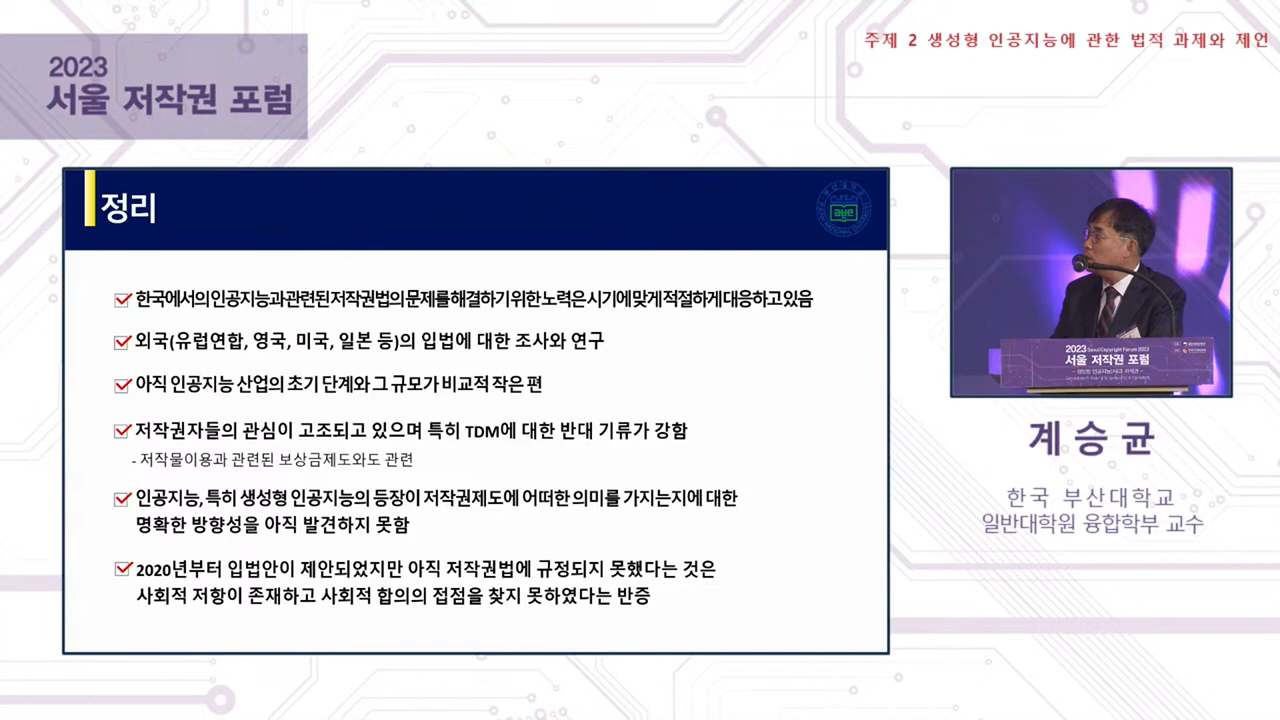 주제 2 생성형 인공지능에 관한 법적 과제와 제언
2023
서울 저작권 포럼
정리
한국에서의 인공지능과 관련된 저작권법의 문제를 해결하기 위한 노력은 시기에 맞게 적절하게 대응하고 있음
외국(유럽연합, 영국, 미국, 일본 등)의 입법에 대한 조사와 연구
아직 인공지능 산업의 초기 단계와 그 규모가 비교적 작은 편
저작권자들의 관심이 고조되고 있으며 특히 TDM에 대한 반대 기류가 강함
- 저작물이용과 관련된 보상금제도와도 관련
인공지능, 특히 생성형 인공지능의 등장이 저작권제도에 어떠한 의미를 가지는지에 대한
명확한 방향성을 아직 발견하지 못함
2020년부터 입법안이 제안되었지만 아직 저작권법에 규정되지 못했다는 것은
사회적 저항이 존재하고 사회적 합의의 접점을 찾지 못하였다는 반증
2023 Seoul Copyright Forum 2023
서울 저작권 포럼
계승균
한국 부산대학교
일반대학원 융합학부 교수